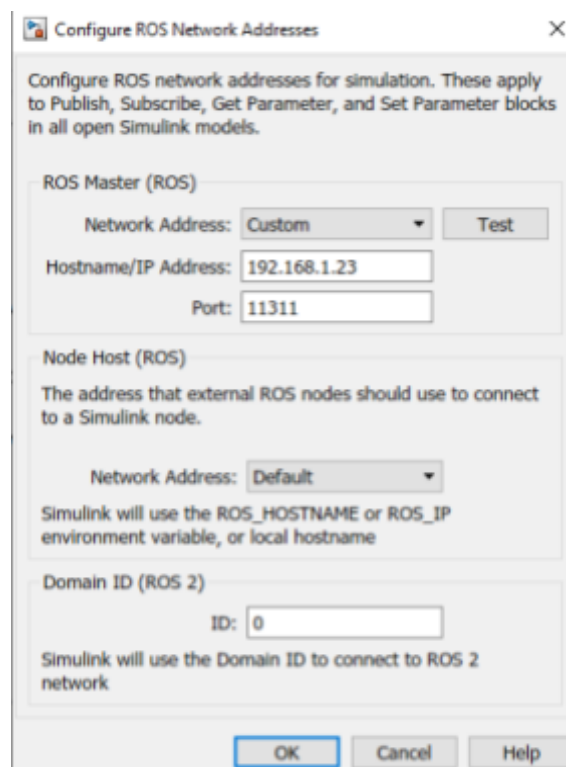 Configure ROS Network Addresses
Configure ROS network addresses for simulation. These apply
to Publish, Subscribe, Get Parameter, and Set Parameter blocks
in all open Simulink models.
ROS Master (ROS)
Network Address: Custom Test
Hostname/IP Address: 192.168.1.23
Port: 11311
Node Host (ROS)
The address that external ROS nodes should use to connect
to a Simulink node.
Network Address: Default
Simulink will use the ROS_HOSTNAME or ROS_IP
environment variable, or local hostname
Domain ID (ROS 2)
ID: 0
Simulink will use the Domain ID to connect to ROS 2
network
OK Cancel Help